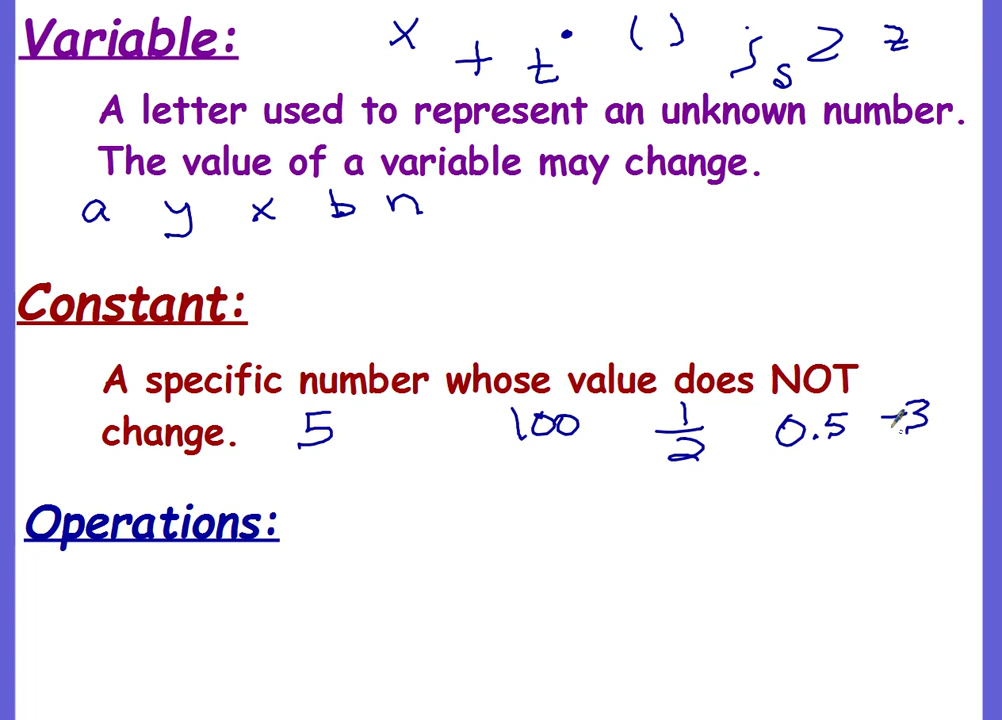 Variable: x + t • ( ) j s 2 z
A letter used to represent an unknown number.
The value of a variable may change.
a y x b n
Constant:
A specific number whose value does NOT
change. 5 100 1/2 0.5 -3
Operations: